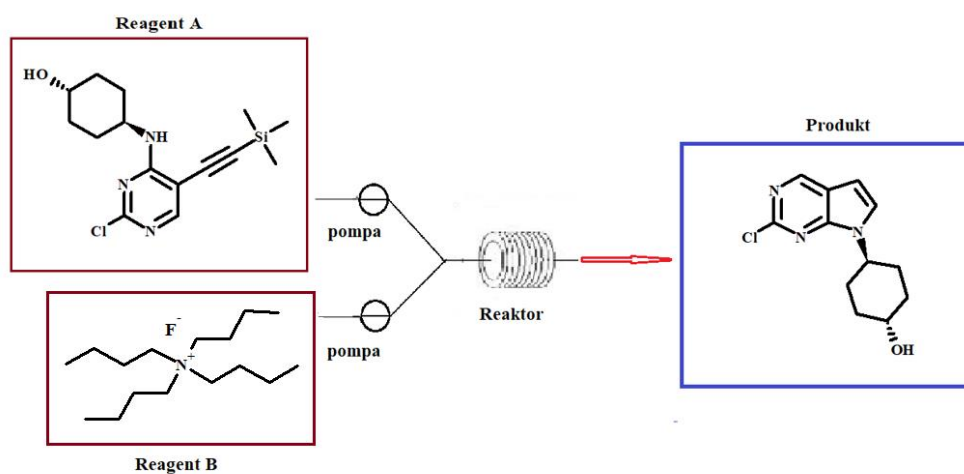 Reagent A
HO
NH
Si
N
Cl
N
pompa
Reaktor
pompa
F-
N+
Reagent B
Produkt
N
Cl
N
N
OH